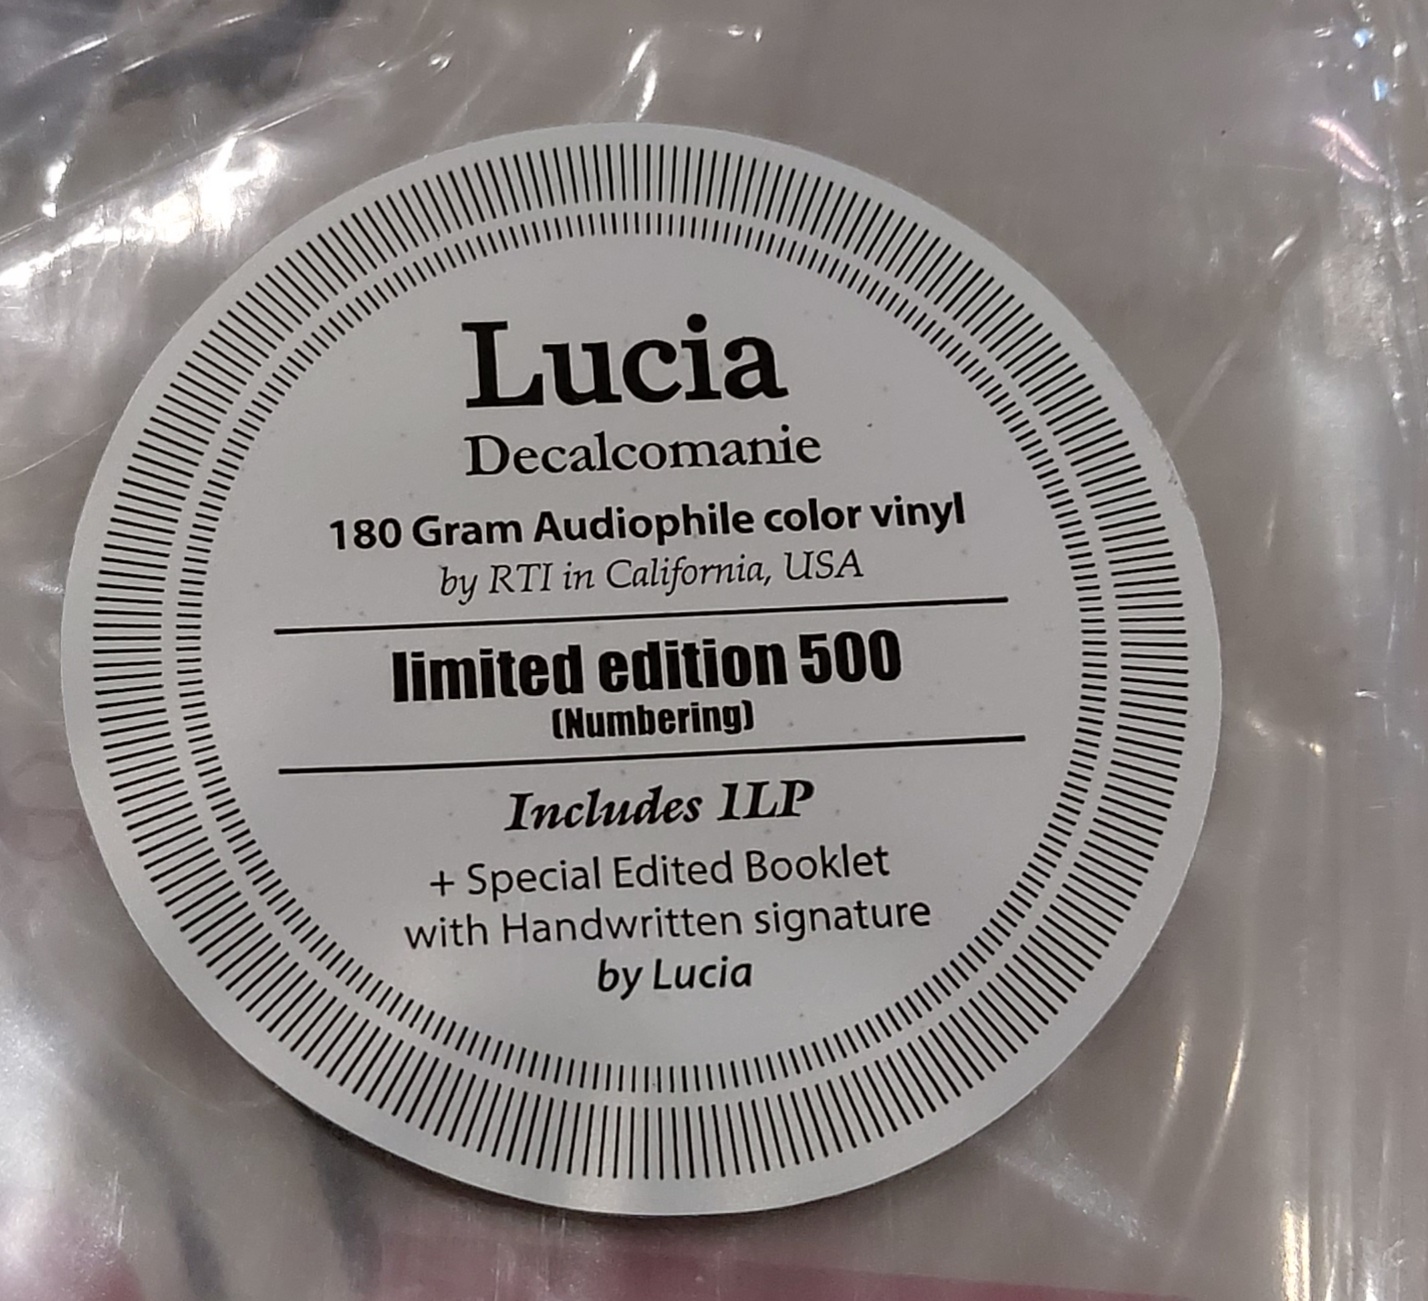 Lucia
Decalcomanie
180 Gram Audiophile color vinyl
by RTI in California, USA
limited edition 500
(Numbering)
Includes 1LP
+ Special Edited Booklet
with Handwritten signature
by Lucia